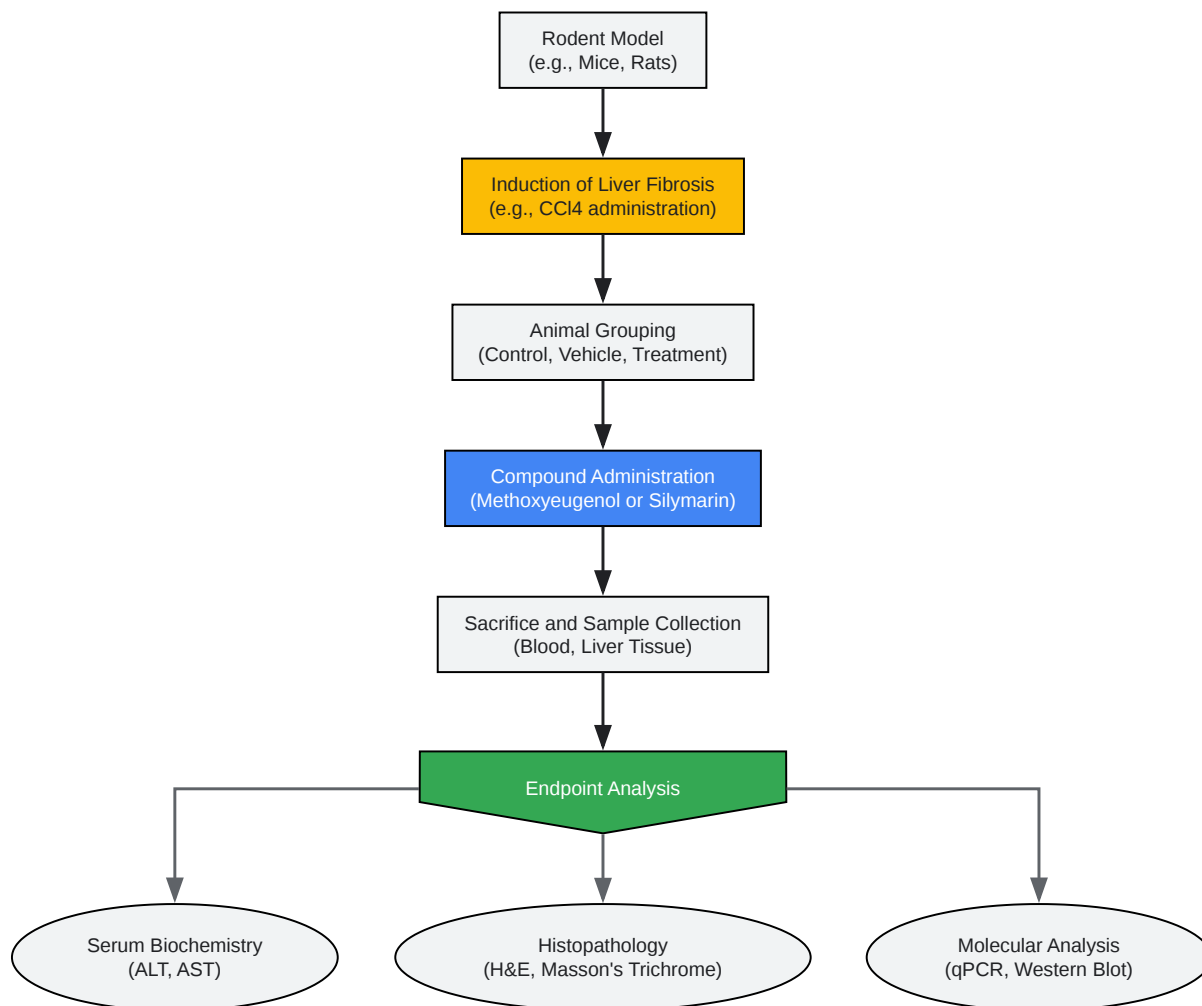 Rodent Model
(e.g., Mice, Rats)
Induction of Liver Fibrosis
(e.g., CCl4 administration)
Animal Grouping
(Control, Vehicle, Treatment)
Compound Administration
(Methoxyeugenol or Silymarin)
Sacrifice and Sample Collection
(Blood, Liver Tissue)
Endpoint Analysis
Serum Biochemistry
(ALT, AST)
Histopathology
(H&E, Masson's Trichrome)
Molecular Analysis
(qPCR, Western Blot)